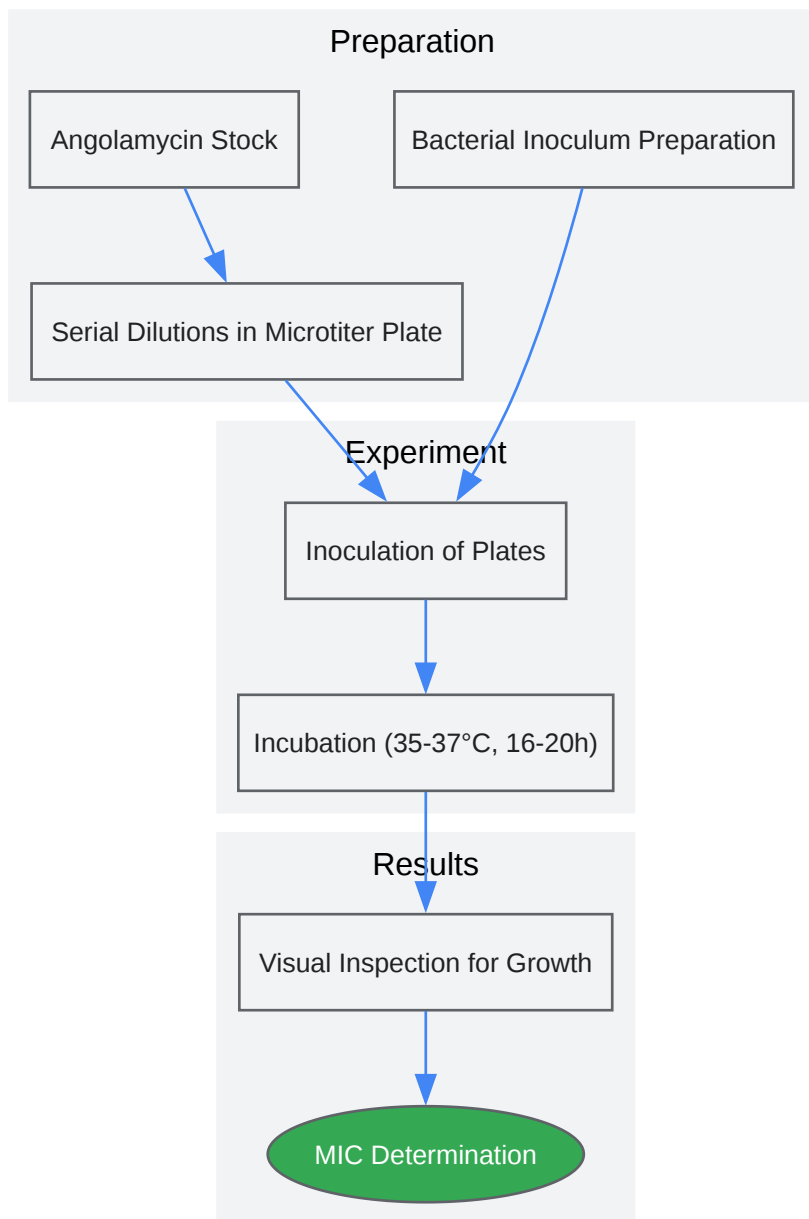 Preparation
Angolamycin Stock
Bacterial Inoculum Preparation
Serial Dilutions in Microtiter Plate
Experiment
Inoculation of Plates
Incubation (35-37°C, 16-20h)
Results
Visual Inspection for Growth
MIC Determination